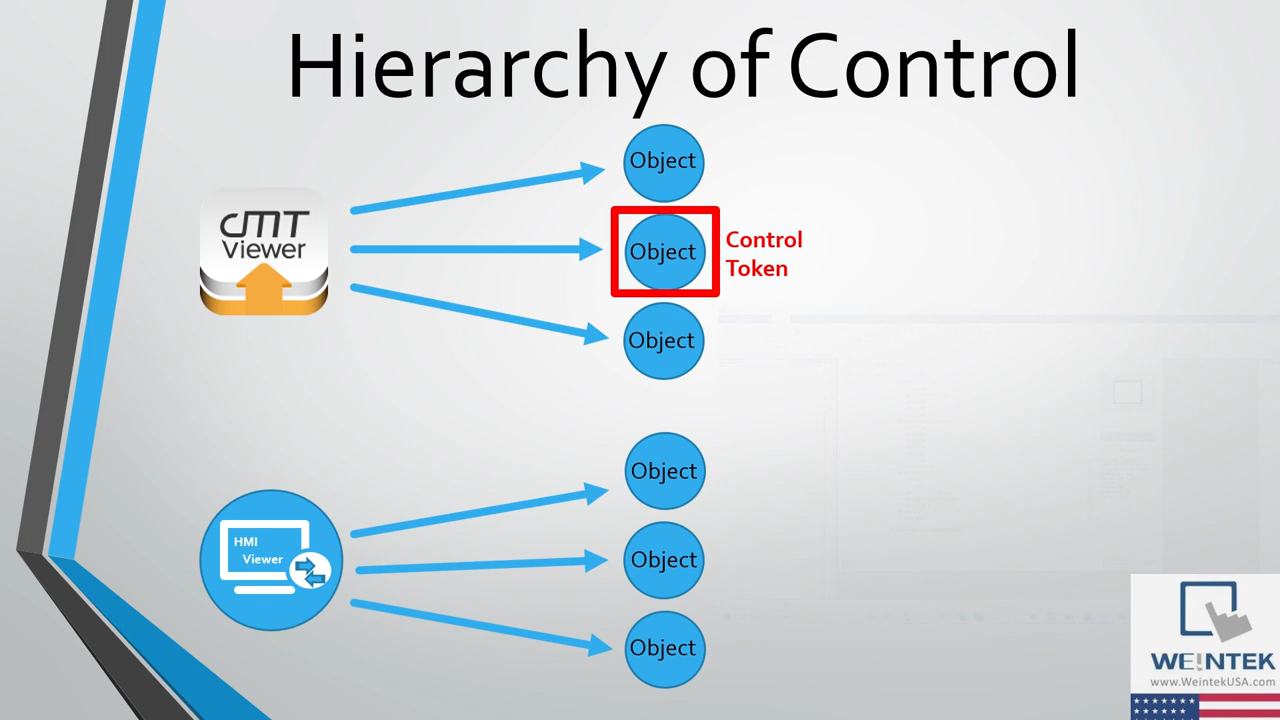 Hierarchy of Control
Object
cMT
Viewer
Object
Control
Token
Object
Object
HMI
Viewer
Object
Object
WEINTEK
www.WeintekUSA.com